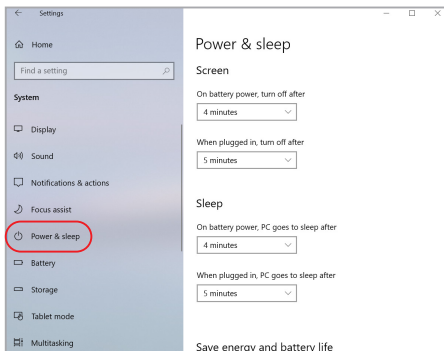 Settings
Home
Find a setting
System
Display
Sound
Notifications & actions
Focus assist
Power & sleep
Battery
Storage
Tablet mode
Multitasking
Power & sleep
Screen
On battery power, turn off after
4 minutes
When plugged in, turn off after
5 minutes
Sleep
On battery power, PC goes to sleep after
4 minutes
When plugged in, PC goes to sleep after
5 minutes
Save energy and battery life